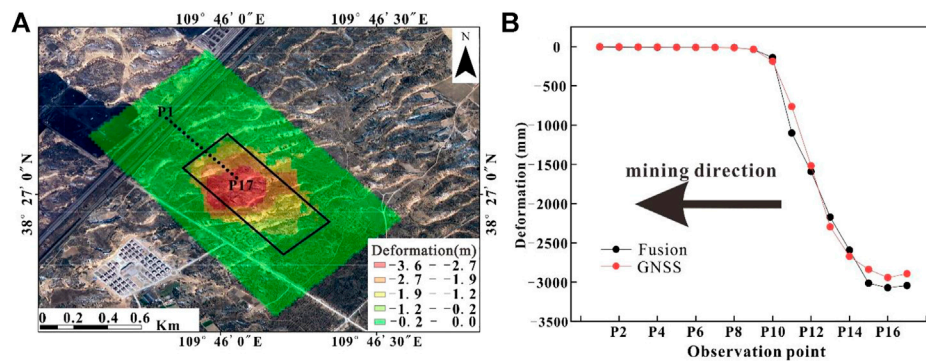 A
109° 46′ 0″E
109° 46′ 30″E
N
P1
P17
38° 27′ 0″N
38° 27′ 0″N
Deformation(m)
-3.6--2.7
-2.7--1.9
-1.9--1.2
-1.2--0.2
-0.2--0.0
0 0.2 0.4 0.6 0.8
Km
109° 46′ 0″E
109° 46′ 30″E
B
0
-500
-1000
-1500
-2000
-2500
-3000
-3500
Deformation (mm)
mining direction
Fusion
GNSS
P2 P4 P6 P8 P10 P12 P14 P16
Observation point